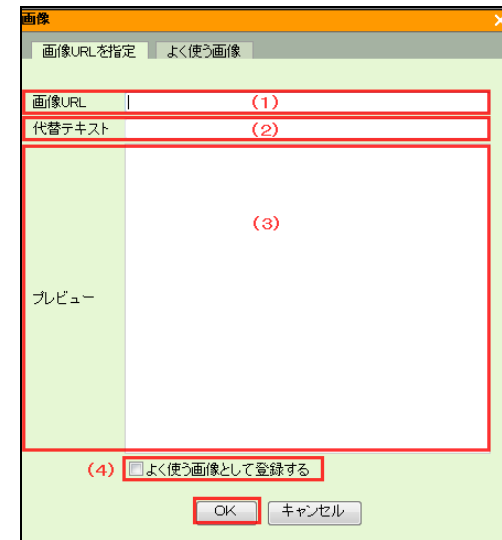 画像
画像URLを指定 よく使う画像
画像URL (1)
代替テキスト (2)
(3)
プレビュー
(4) よく使う画像として登録する
OK キャンセル